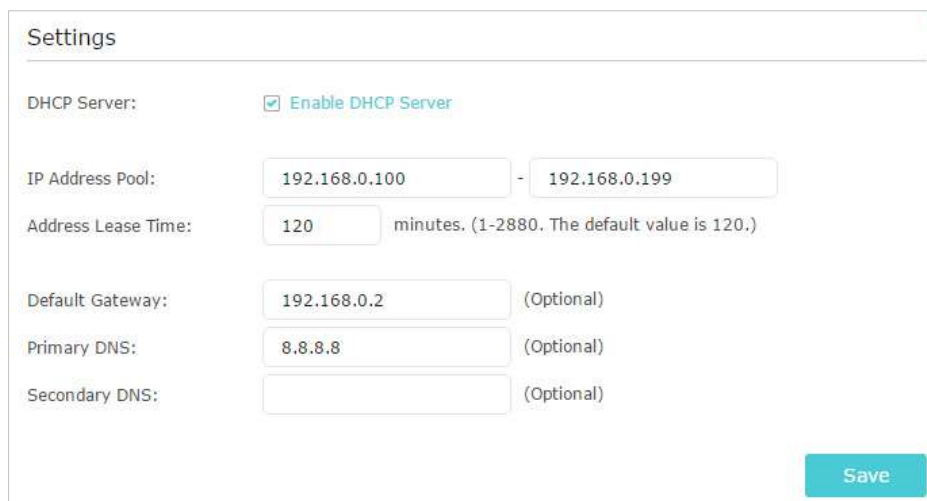 Settings
DHCP Server: Enable DHCP Server
IP Address Pool: 192.168.0.100 - 192.168.0.199
Address Lease Time: 120 minutes. (1-2880. The default value is 120.)
Default Gateway: 192.168.0.2 (Optional)
Primary DNS: 8.8.8.8 (Optional)
Secondary DNS: (Optional)
Save